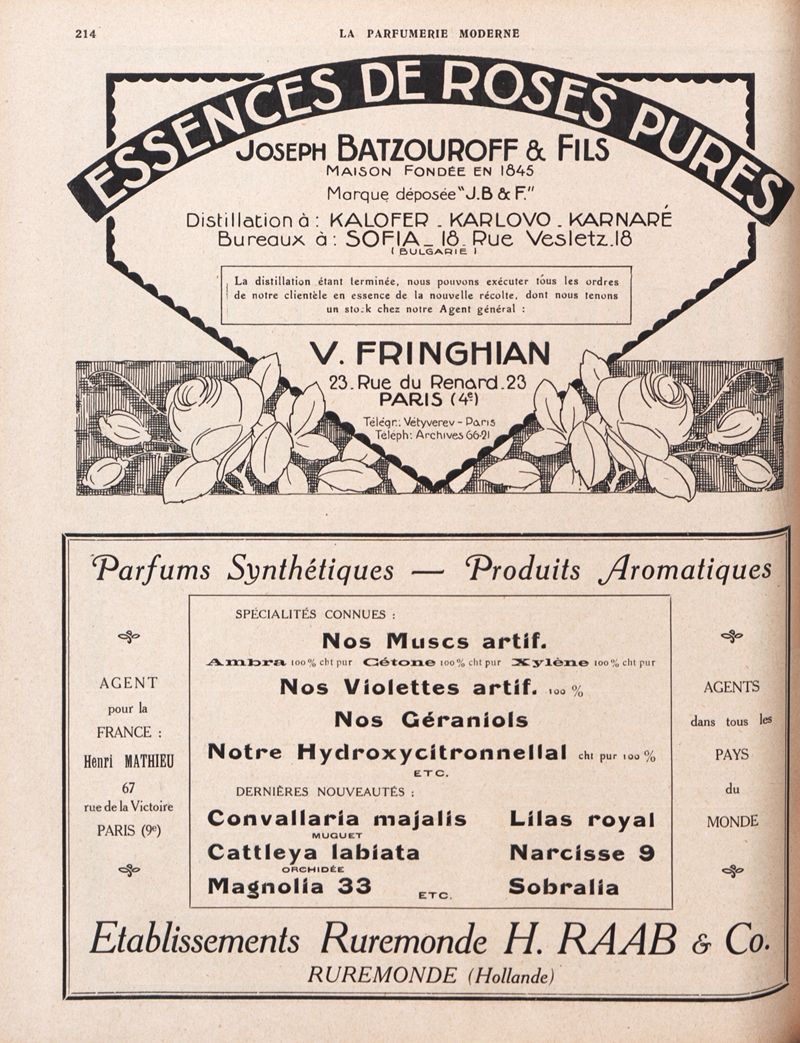 214
LA PARFUMERIE MODERNE
ESSENCES DE ROSES PURES
JOSEPH BATZOUROFF & FILS
MAISON FONDÉE EN 1845
Marque déposée "J.B & F."
Distillation à : KALOFER _ KARLOVO _ KARNARÉ
Bureaux à : SOFIA _ 18. Rue Vesletz.18
( BULGARIE )
La distillation étant terminée, nous pouvons exécuter tous les ordres
de notre clientèle en essence de la nouvelle récolte, dont nous tenons
un stock chez notre Agent général :
V. FRINGHIAN
23. Rue du Renard.23
PARIS (4e)
Télégr.: Vétyverev - Paris
Téléph: Archives 66-21
Parfums Synthétiques — Produits Aromatiques
AGENT
pour la
FRANCE :
Henri MATHIEU
67
rue de la Victoire
PARIS (9e)
SPÉCIALITÉS CONNUES :
Nos Muscs artif.
Ambra 100 % cht pur Cétone 100 % cht pur Xylène 100 % cht pur
Nos Violettes artif. 100 %
Nos Géraniols
Notre Hydroxycitronnellal cht pur 100 %
ETC.
DERNIÈRES NOUVEAUTÉS :
Convallaria majalis Lilas royal
MUGUET
Cattleya labiata Narcisse 9
ORCHIDÉE
Magnolia 33 ETC. Sobralia
AGENTS
dans tous les
PAYS
du
MONDE
Etablissements Ruremonde H. RAAB & Co.
RUREMONDE (Hollande)